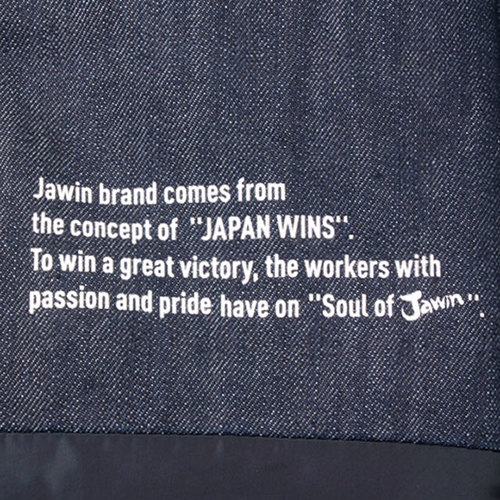 Jawin brand comes from
the concept of "JAPAN WINS".
To win a great victory, the workers with
passion and pride have on "Soul of Jawin".